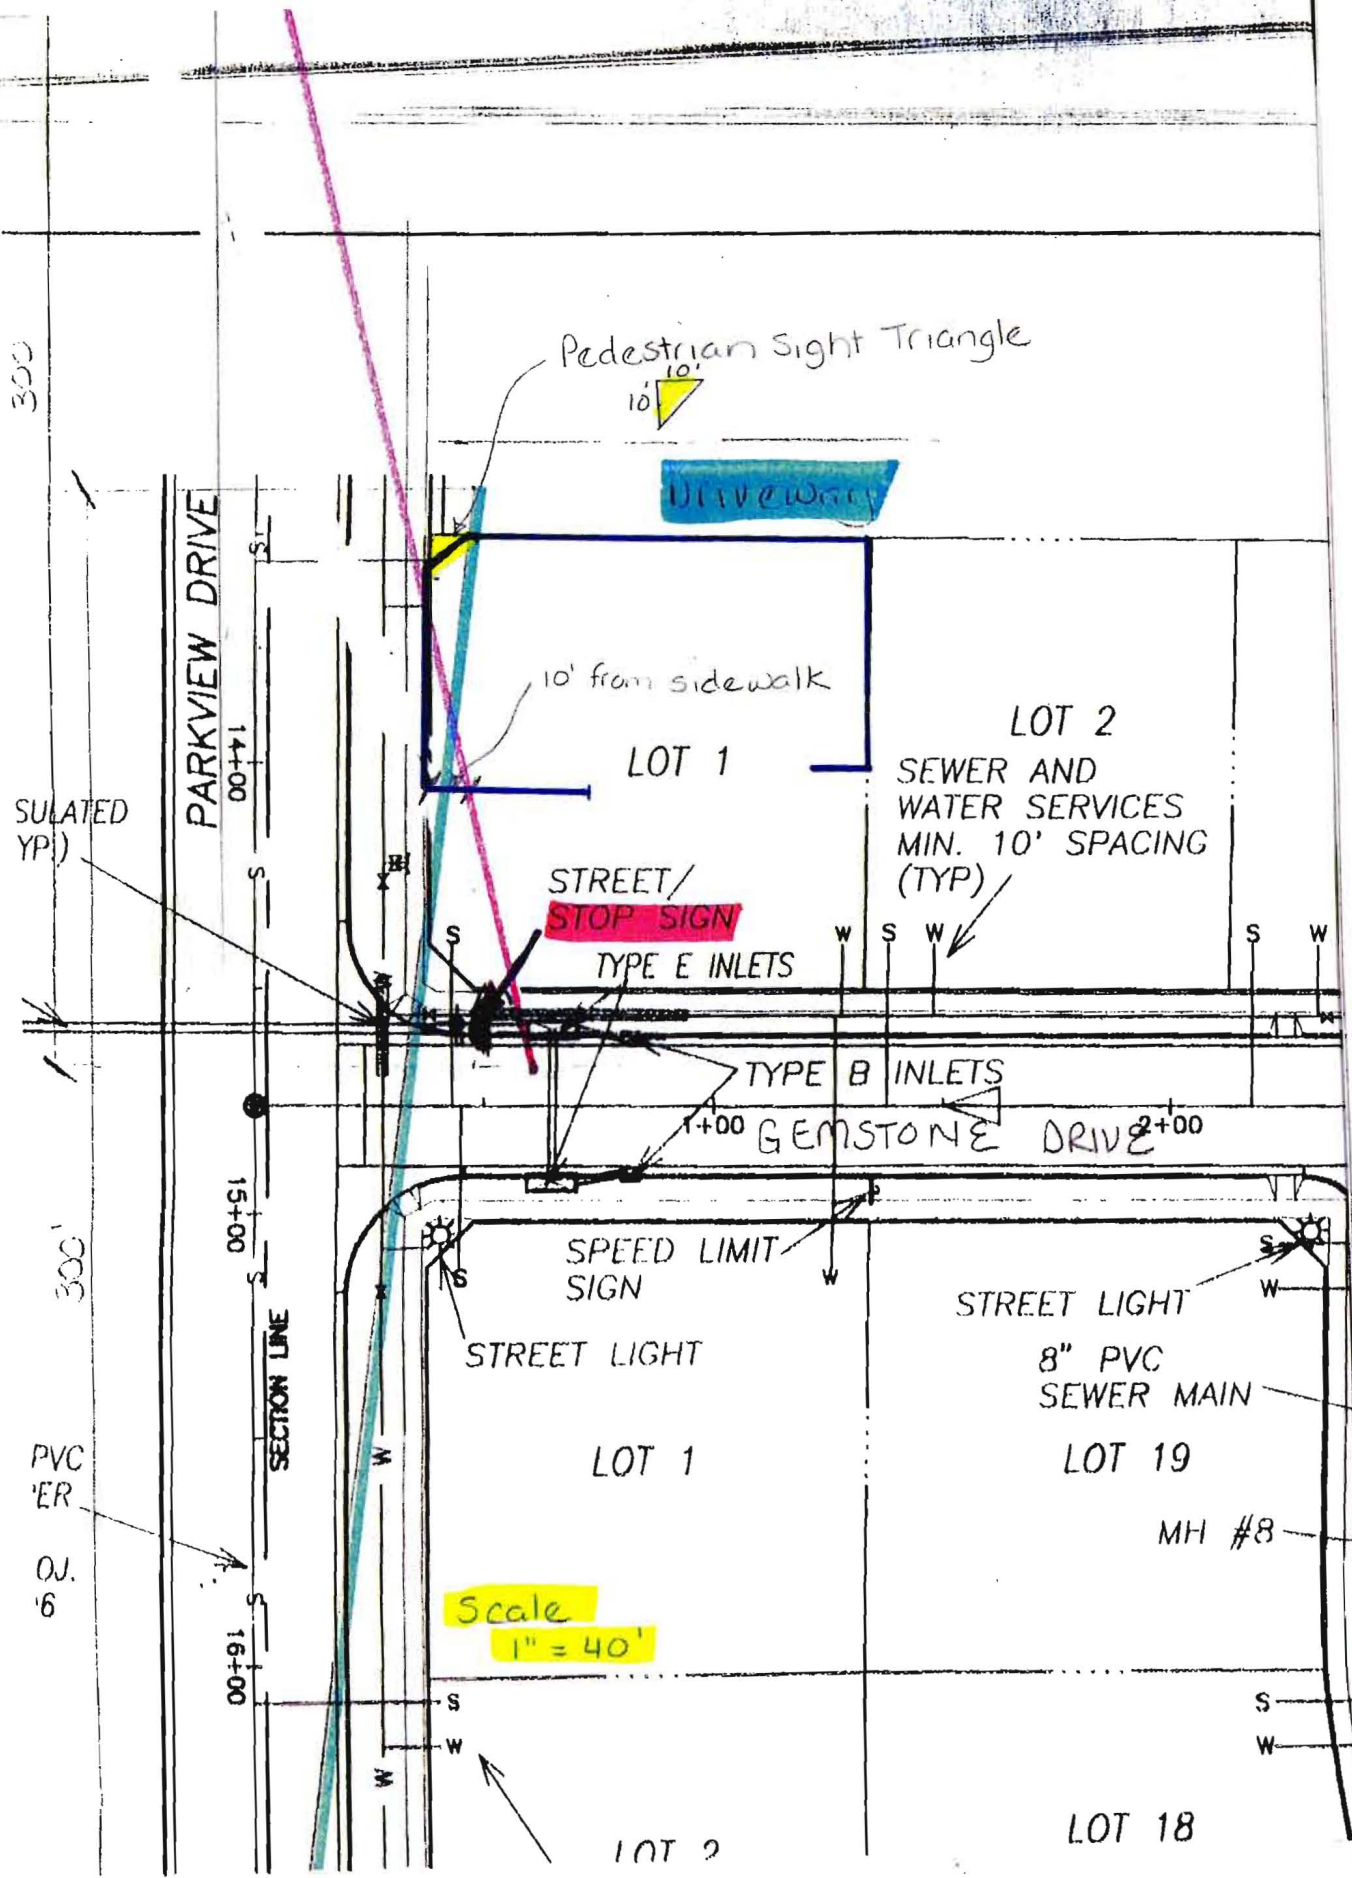 300
Pedestrian Sight Triangle
10'
10'
Driveway
PARKVIEW DRIVE
S
14+00
10' from sidewalk
LOT 1
LOT 2
SEWER AND
WATER SERVICES
MIN. 10' SPACING
(TYP)
SULATED
YP.)
S
STREET/
STOP SIGN
S
W
S
W
S
W
TYPE E INLETS
TYPE B INLETS
1+00
GEMSTONE DRIVE
2+00
15+00
300'
S
SPEED LIMIT
SIGN
S
W
S
W
STREET LIGHT
STREET LIGHT
8" PVC
SEWER MAIN
SECTION LINE
W
LOT 1
LOT 19
PVC
'ER
OJ.
'6
MH #8
S
Scale
1" = 40'
16+00
S
W
S
W
W
LOT 2
LOT 18